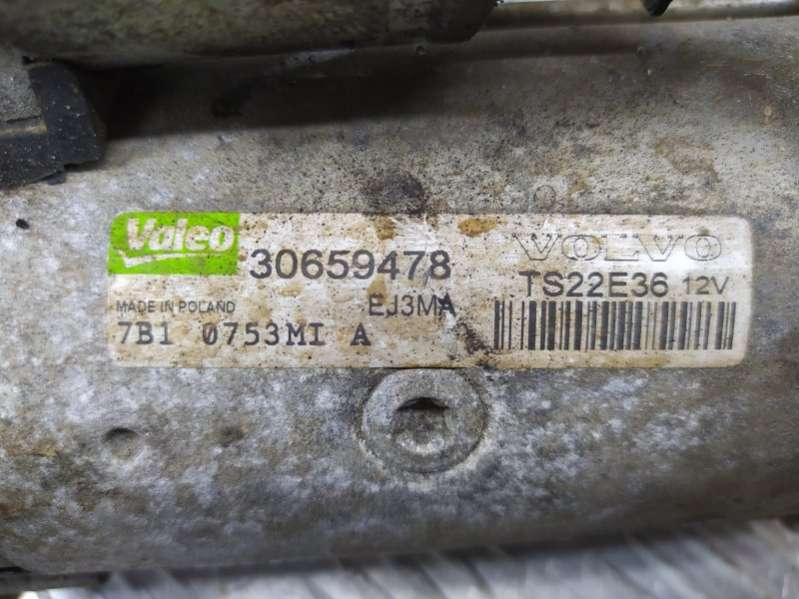 Valeo
30659478
VOLVO
TS22E36 12V
MADE IN POLAND
EJ3MA
7B1 0753MI A